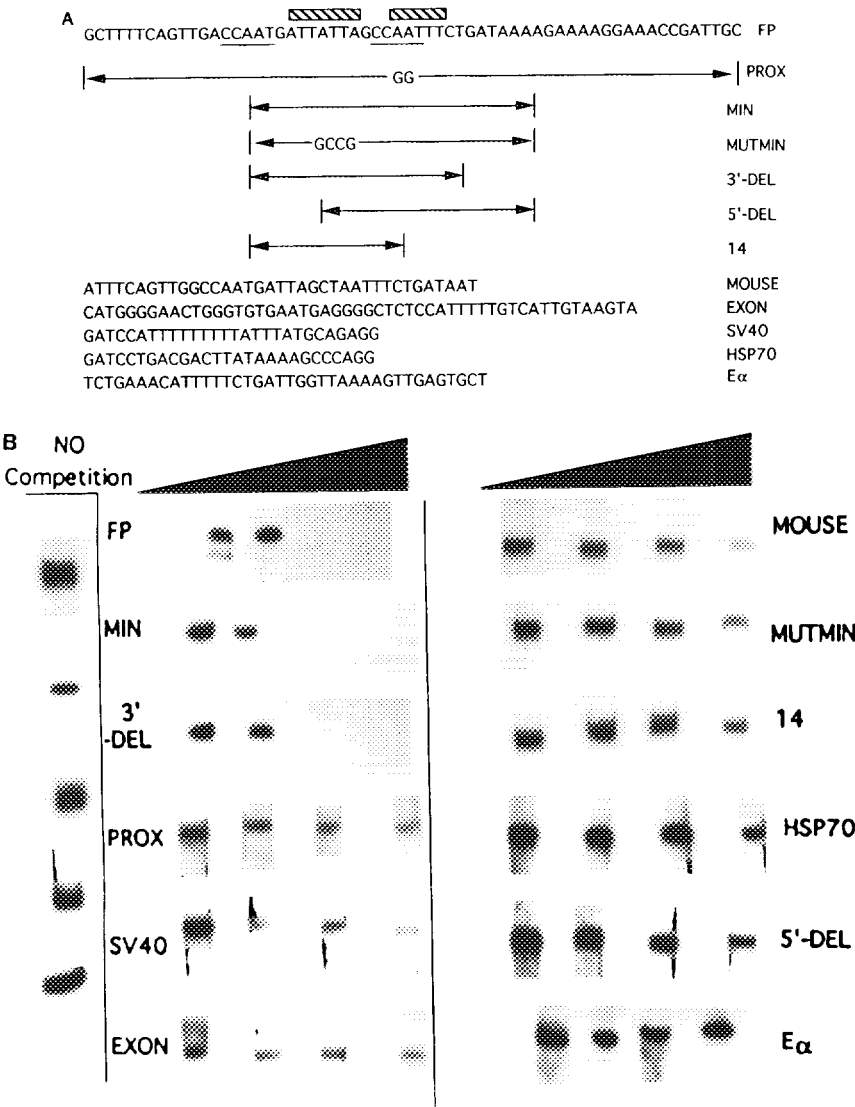 A
GCTTTTCAGTTGACCAATGATTATTAGCCAATTTCTGATAAAAGAAAAGGAAACCGATTGC FP
GG PROX
MIN
GCCG MUTMIN
3'-DEL
5'-DEL
14
ATTTCAGTTGGCCAATGATTAGCTAATTTCTGATAAT MOUSE
CATGGGGAACTGGGTGTGAATGAGGGGCTCTCCATTTTTGTCATTGTAAGTA EXON
GATCCATTTTTTTTTATTTATGCAGAGG SV40
GATCCTGACGACTTATAAAAGCCCAGG HSP70
TCTGAAACATTTTTCTGATTGGTTAAAAGTTGAGTGCT Eα
B NO
Competition
FP MOUSE
MIN MUTMIN
3'
-DEL 14
PROX HSP70
SV40 5'-DEL
EXON Eα